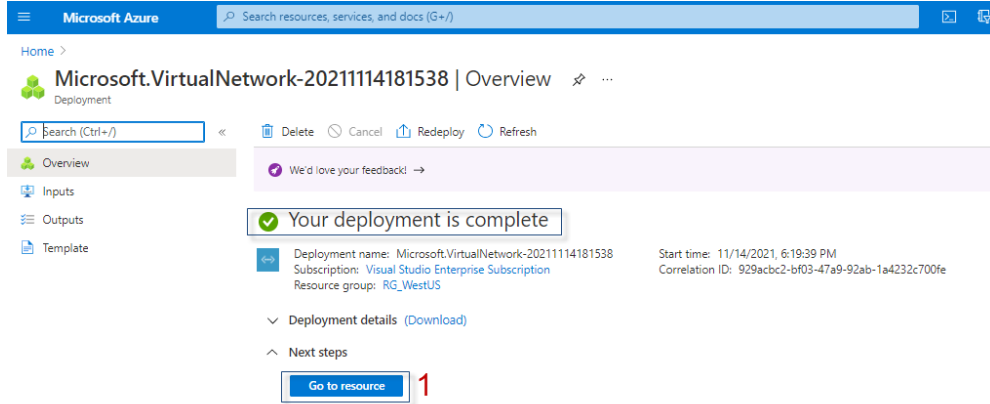 Microsoft Azure
Search resources, services, and docs (G+/)
Home >
Microsoft.VirtualNetwork-20211114181538 | Overview ...
Deployment
Search (Ctrl+/)
«
Delete Cancel Redeploy Refresh
Overview
We'd love your feedback! →
Inputs
Outputs
Your deployment is complete
Template
Deployment name: Microsoft.VirtualNetwork-20211114181538
Start time: 11/14/2021, 6:19:39 PM
Subscription: Visual Studio Enterprise Subscription
Correlation ID: 929acbc2-bf03-47a9-92ab-1a4232c700fe
Resource group: RG_WestUS
Deployment details (Download)
Next steps
Go to resource 1